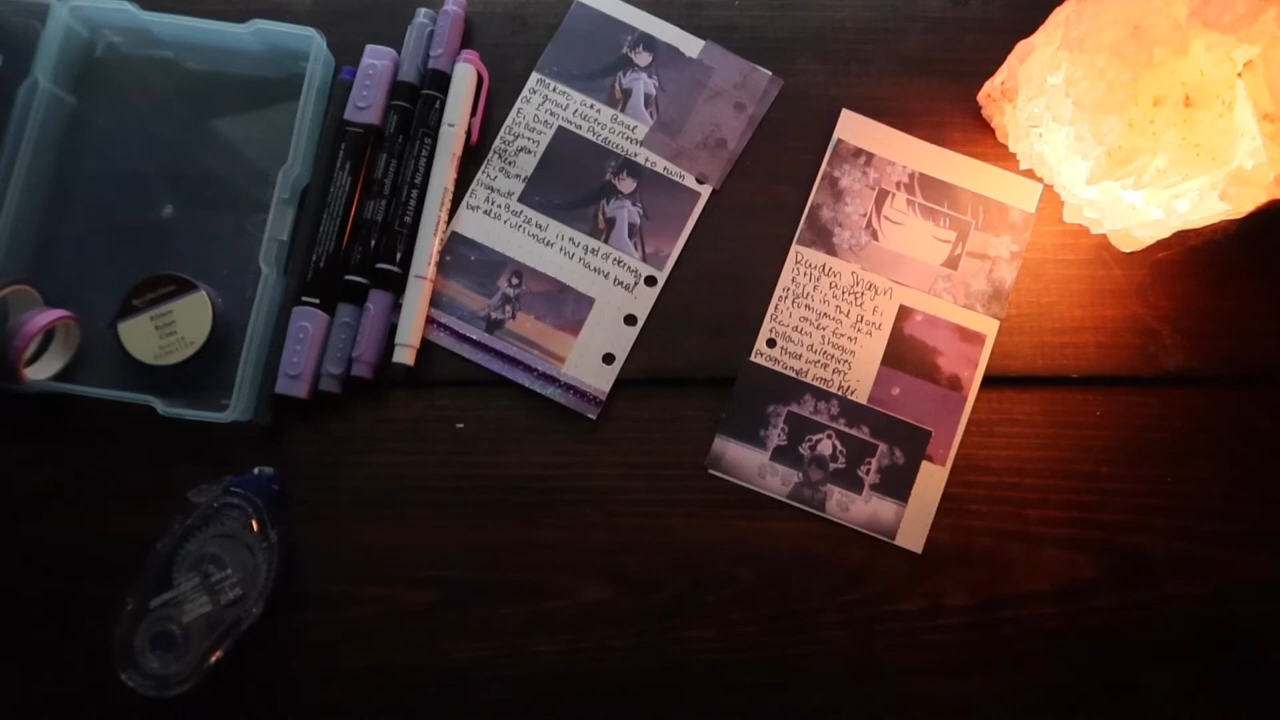 STAMPIN' WRITE
Makoto, aka Baal
original electro archon
of Inazuma. Predecessor to twin
Ei. Died
500 years
ago.
Ei assume
the
shogunate
Ei. Aka Beelzebul is the god of eternity
but also rules under the name baal.
Raiden Shogun
is the puppet
for Ei, while Ei
resides in the plane
of Euthymia. Aka
Ei's other form.
Raiden Shogun
follows directives
that were pre-
programed into her.